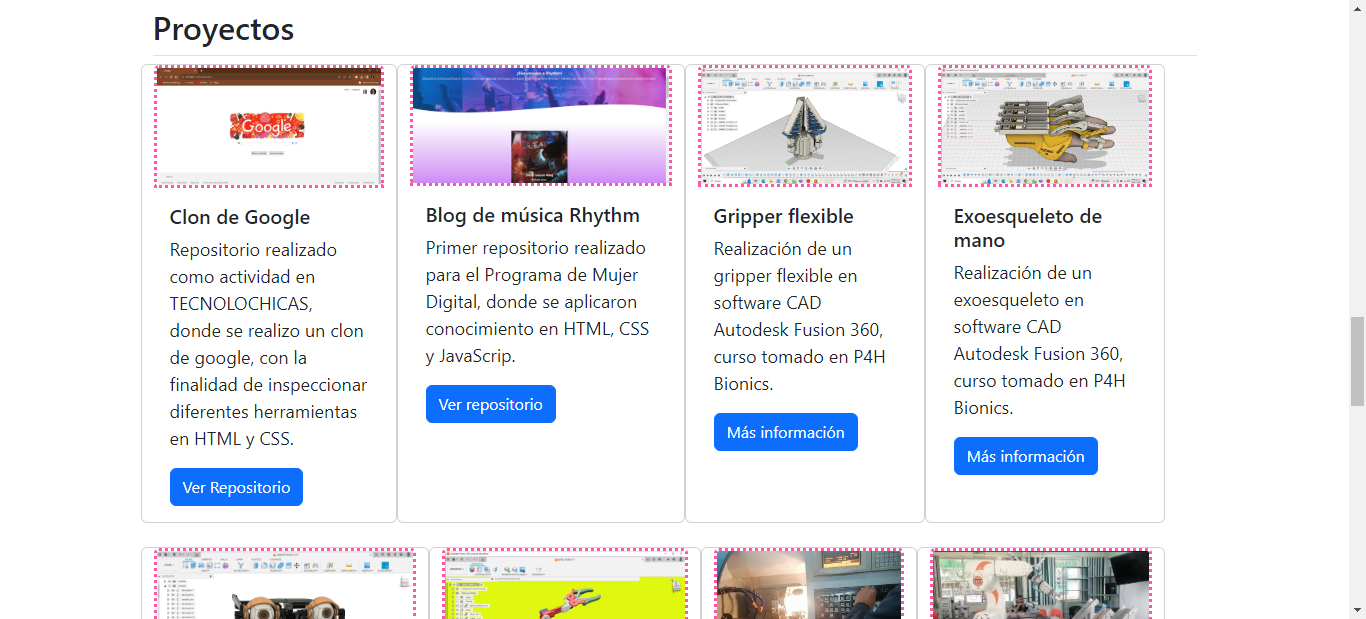 Proyectos
¡Bienvenidos a Rhythm!
Google
Clon de Google
Repositorio realizado
como actividad en
TECNOLOCHICAS,
donde se realizo un clon
de google, con la
finalidad de inspeccionar
diferentes herramientas
en HTML y CSS.
Ver Repositorio
Blog de música Rhythm
Primer repositorio realizado
para el Programa de Mujer
Digital, donde se aplicaron
conocimiento en HTML, CSS
y JavaScrip.
Ver repositorio
Gripper flexible
Realización de un
gripper flexible en
software CAD
Autodesk Fusion 360,
curso tomado en P4H
Bionics.
Más información
Exoesqueleto de
mano
Realización de un
exoesqueleto en
software CAD
Autodesk Fusion 360,
curso tomado en P4H
Bionics.
Más información